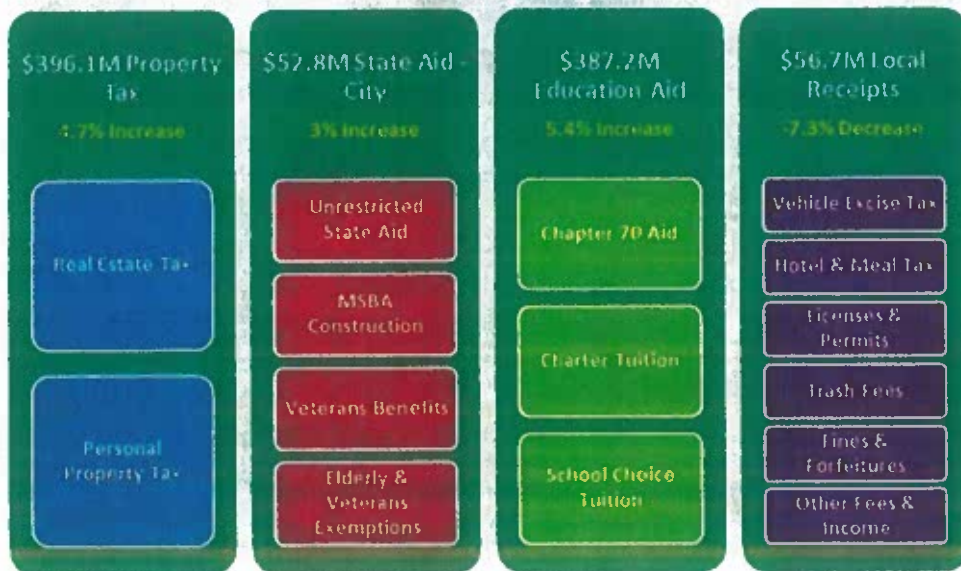 $396.1M Property
Tax
4.7% Increase
Real Estate Tax
Personal
Property Tax
$52.8M State Aid -
City
3% Increase
Unrestricted
State Aid
MSBA
Construction
Veterans Benefits
Elderly &
Veterans
Exemptions
$387.2M
Education Aid
5.4% Increase
Chapter 70 Aid
Charter Tuition
School Choice
Tuition
$56.7M Local
Receipts
-7.3% Decrease
Vehicle Excise Tax
Hotel & Meal Tax
Licenses &
Permits
Trash Fees
Fines &
Forfeitures
Other Fees &
Income